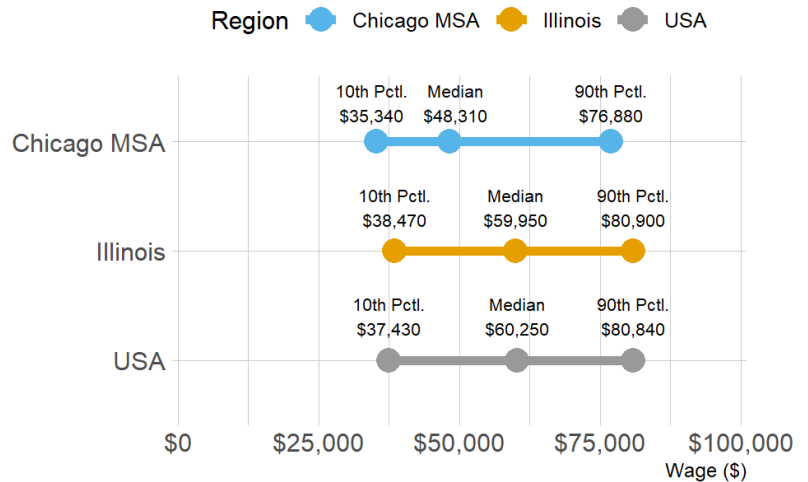 Region Chicago MSA Illinois USA
10th Pctl. Median 90th Pctl.
$35,340 $48,310 $76,880
Chicago MSA
10th Pctl. Median 90th Pctl.
$38,470 $59,950 $80,900
Illinois
10th Pctl. Median 90th Pctl.
$37,430 $60,250 $80,840
USA
$0 $25,000 $50,000 $75,000 $100,000
Wage ($)